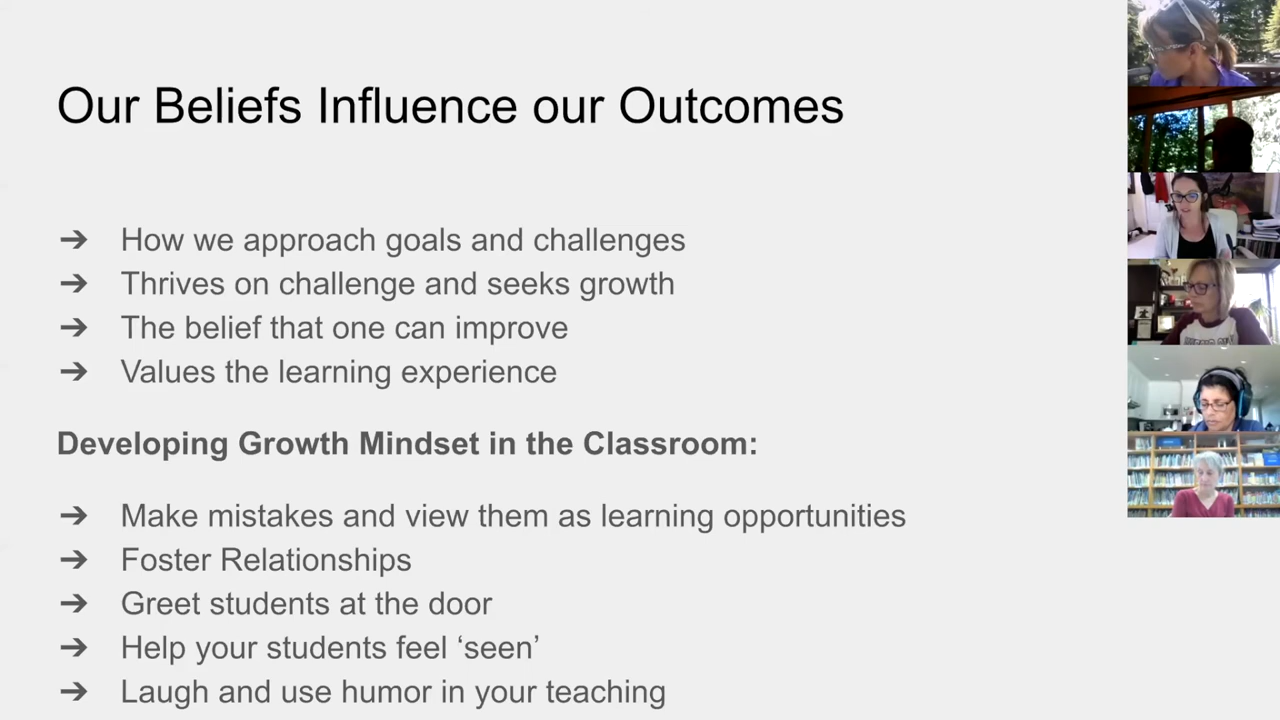 Our Beliefs Influence our Outcomes
➔ How we approach goals and challenges
➔ Thrives on challenge and seeks growth
➔ The belief that one can improve
➔ Values the learning experience
Developing Growth Mindset in the Classroom:
➔ Make mistakes and view them as learning opportunities
➔ Foster Relationships
➔ Greet students at the door
➔ Help your students feel ‘seen’
➔ Laugh and use humor in your teaching